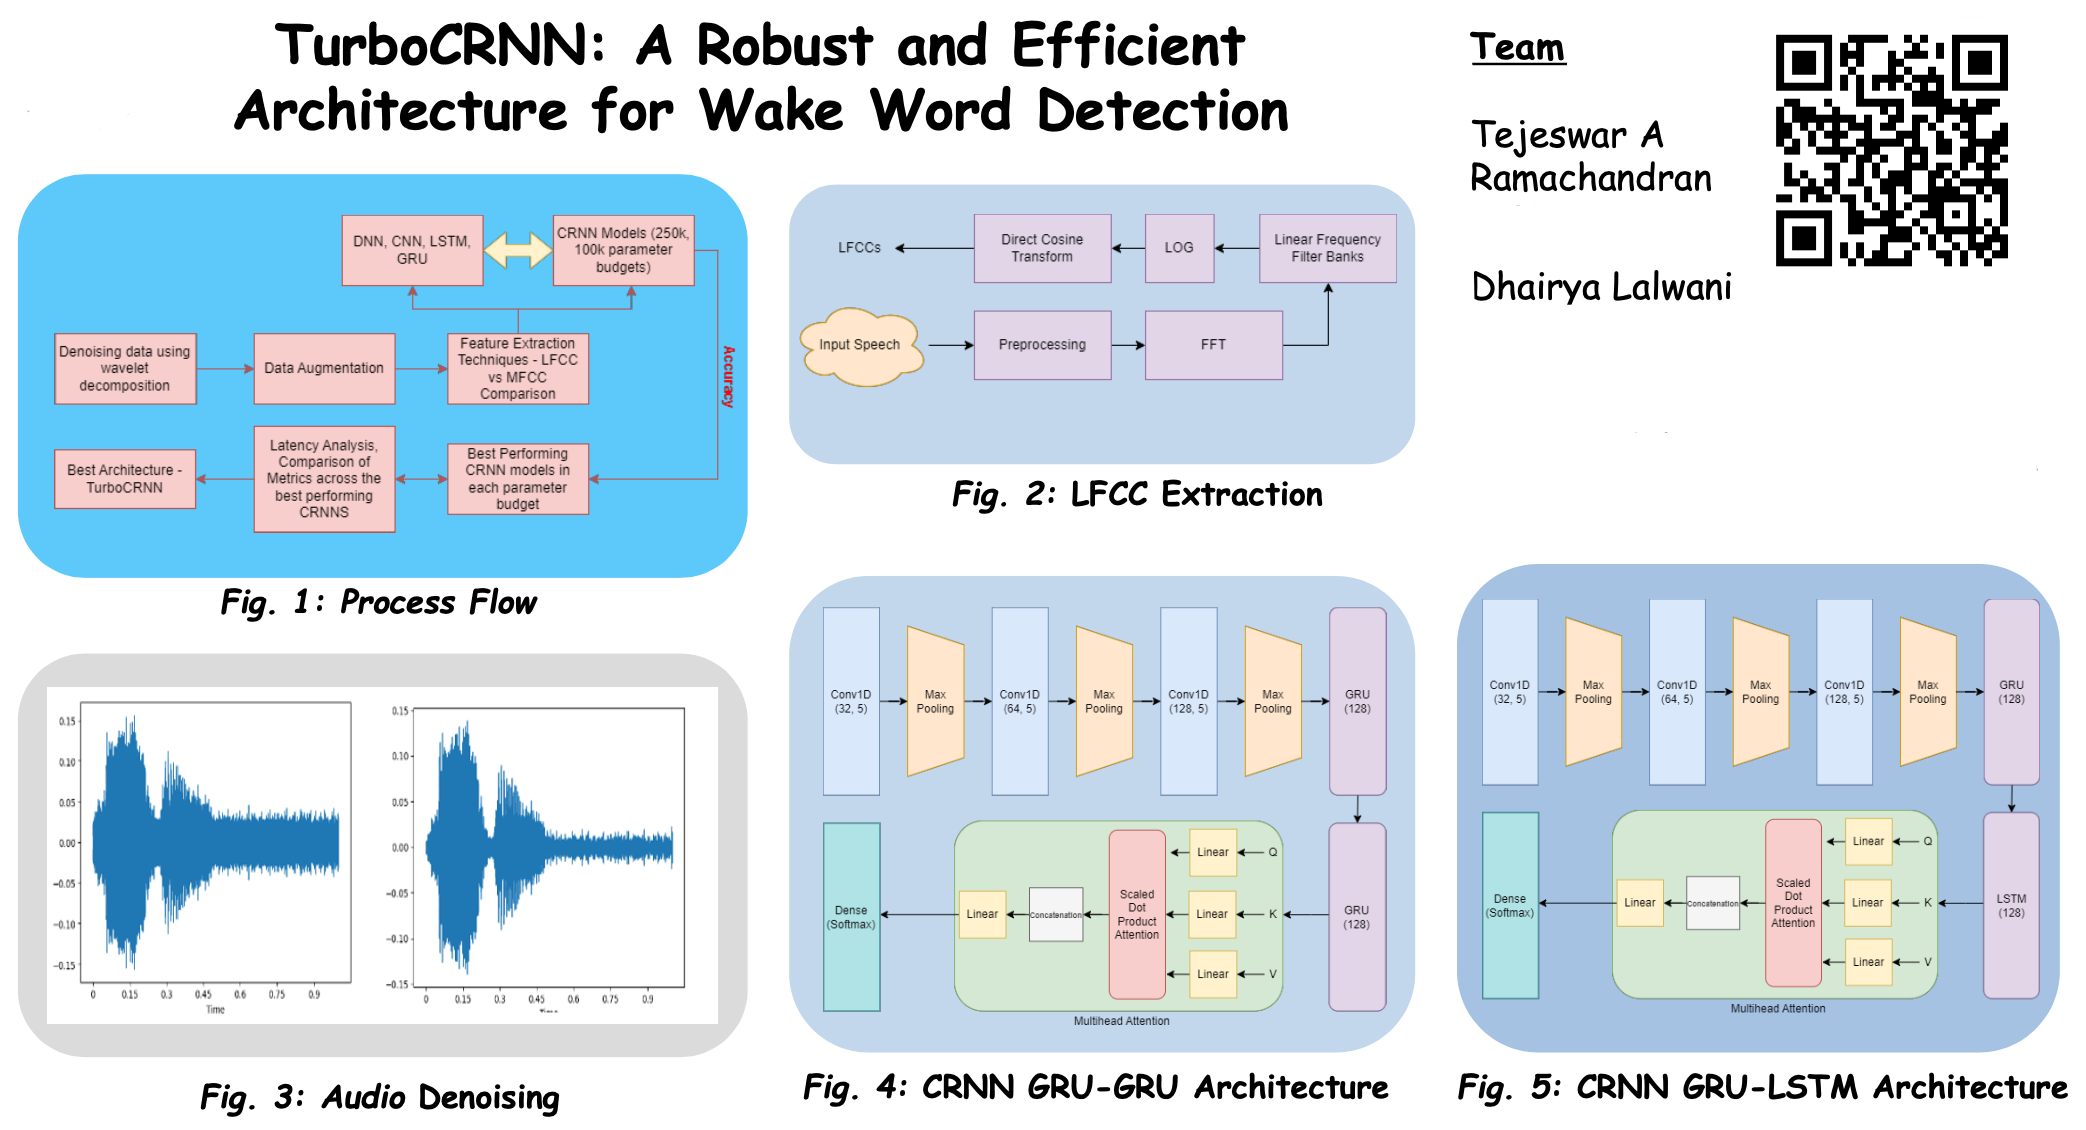 TurboCRNN: A Robust and Efficient
Architecture for Wake Word Detection
Team
Tejeswar A
Ramachandran
Dhairya Lalwani
DNN, CNN, LSTM,
GRU
CRNN Models (250k,
100k parameter
budgets)
Denoising data using
wavelet
decomposition
Data Augmentation
Feature Extraction
Techniques - LFCC
vs MFCC
Comparison
Accuracy
Best Architecture -
TurboCRNN
Latency Analysis,
Comparison of
Metrics across the
best performing
CRNNS
Best Performing
CRNN models in
each parameter
budget
Fig. 1: Process Flow
LFCCs
Direct Cosine
Transform
LOG
Linear Frequency
Filter Banks
Input Speech
Preprocessing
FFT
Fig. 2: LFCC Extraction
0.15
0.10
0.05
0.00
−0.05
−0.10
−0.15
0 0.15 0.3 0.45 0.6 0.75 0.9
Time
0.15
0.10
0.05
0.00
−0.05
−0.10
−0.15
0 0.15 0.3 0.45 0.6 0.75 0.9
Fig. 3: Audio Denoising
Conv1D
(32, 5)
Max
Pooling
Conv1D
(64, 5)
Max
Pooling
Conv1D
(128, 5)
Max
Pooling
GRU
(128)
Dense
(Softmax)
Linear
Concatenation
Scaled
Dot
Product
Attention
Linear Q
Linear K
Linear V
GRU
(128)
Multihead Attention
Fig. 4: CRNN GRU-GRU Architecture
Conv1D
(32, 5)
Max
Pooling
Conv1D
(64, 5)
Max
Pooling
Conv1D
(128, 5)
Max
Pooling
GRU
(128)
Dense
(Softmax)
Linear
Concatenation
Scaled
Dot
Product
Attention
Linear Q
Linear K
Linear V
LSTM
(128)
Multihead Attention
Fig. 5: CRNN GRU-LSTM Architecture